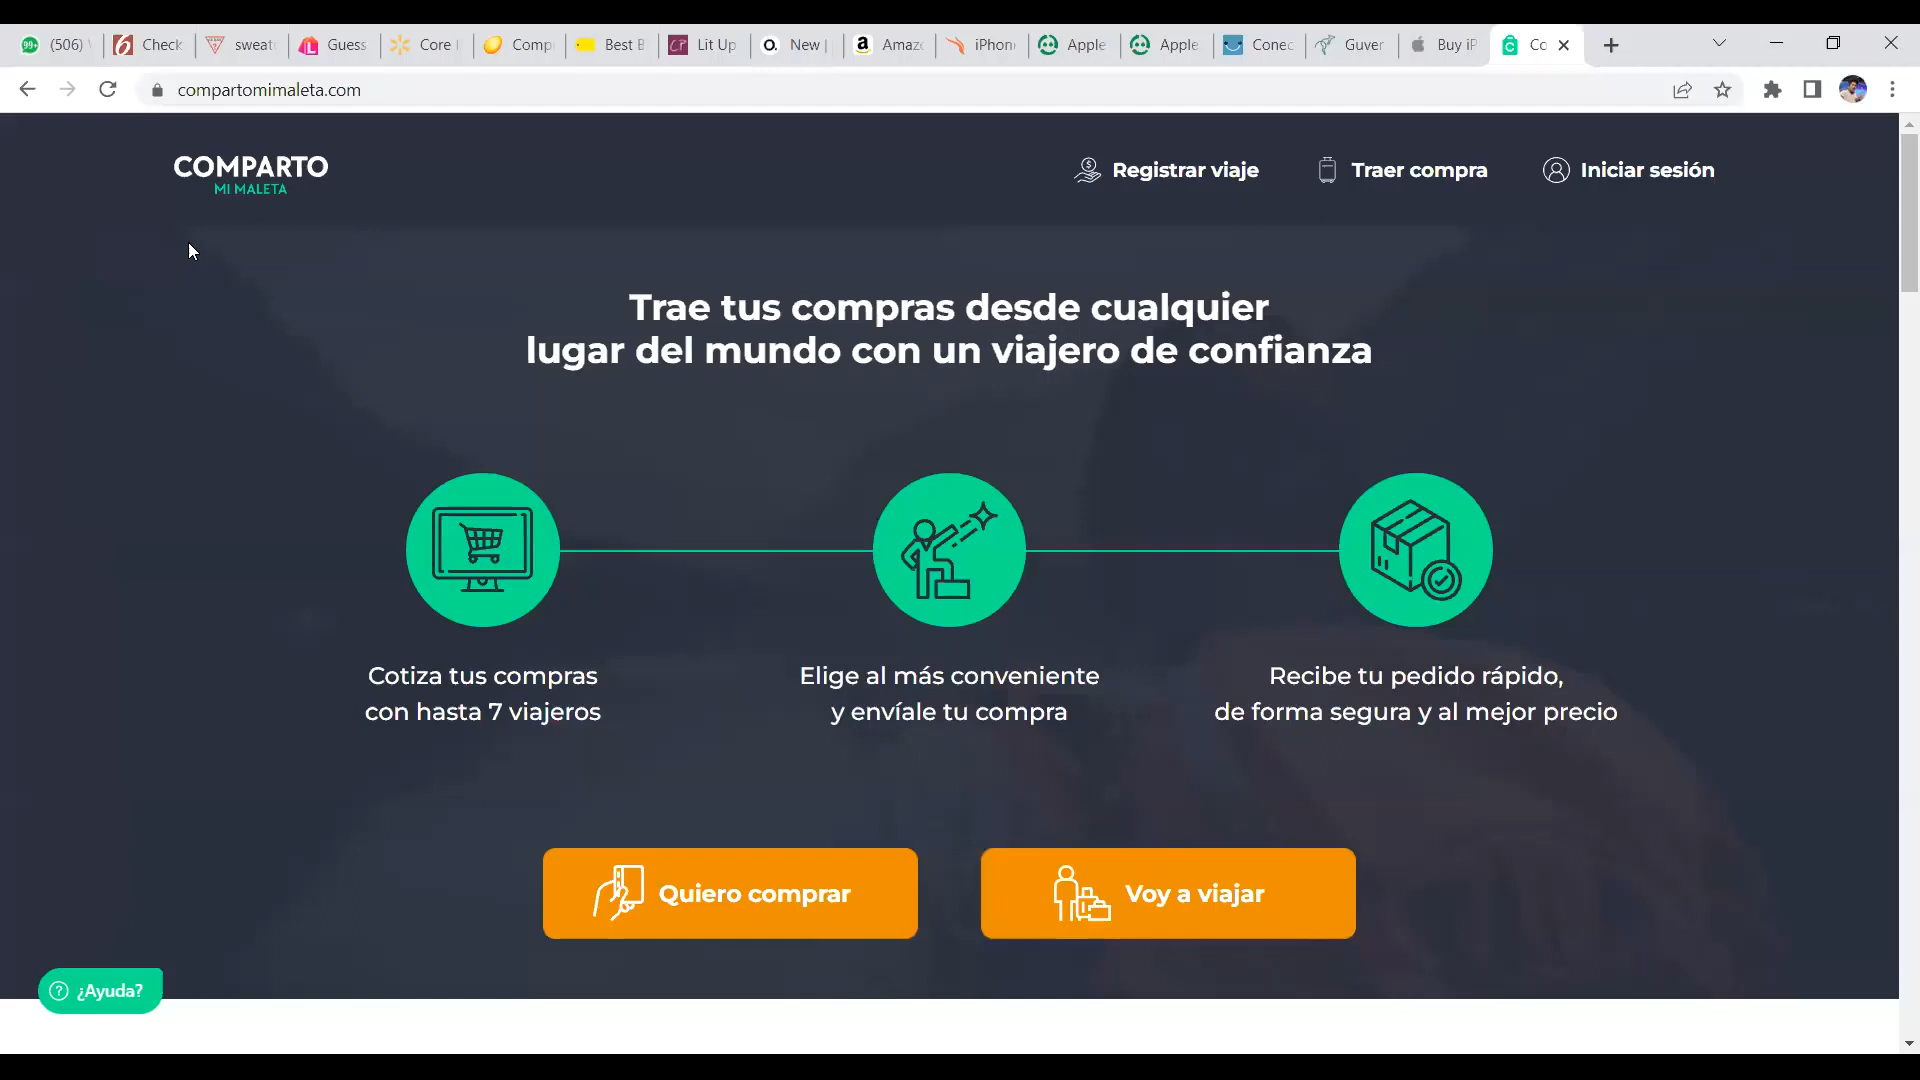 99+ (506)
Check
sweat
Guess
Core
Comp
Best B
CP Lit Up
O. New
a Amaz
iPhon
Apple
Apple
Conec
Guver
Buy iP
Co
compartomimaleta.com
COMPARTO
MI MALETA
Registrar viaje
Traer compra
Iniciar sesión
Trae tus compras desde cualquier
lugar del mundo con un viajero de confianza
Cotiza tus compras
con hasta 7 viajeros
Elige al más conveniente
y envíale tu compra
Recibe tu pedido rápido,
de forma segura y al mejor precio
Quiero comprar
Voy a viajar
¿Ayuda?